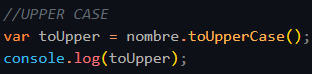 //UPPER CASE
var toUpper = nombre.toUpperCase();
console.log(toUpper);